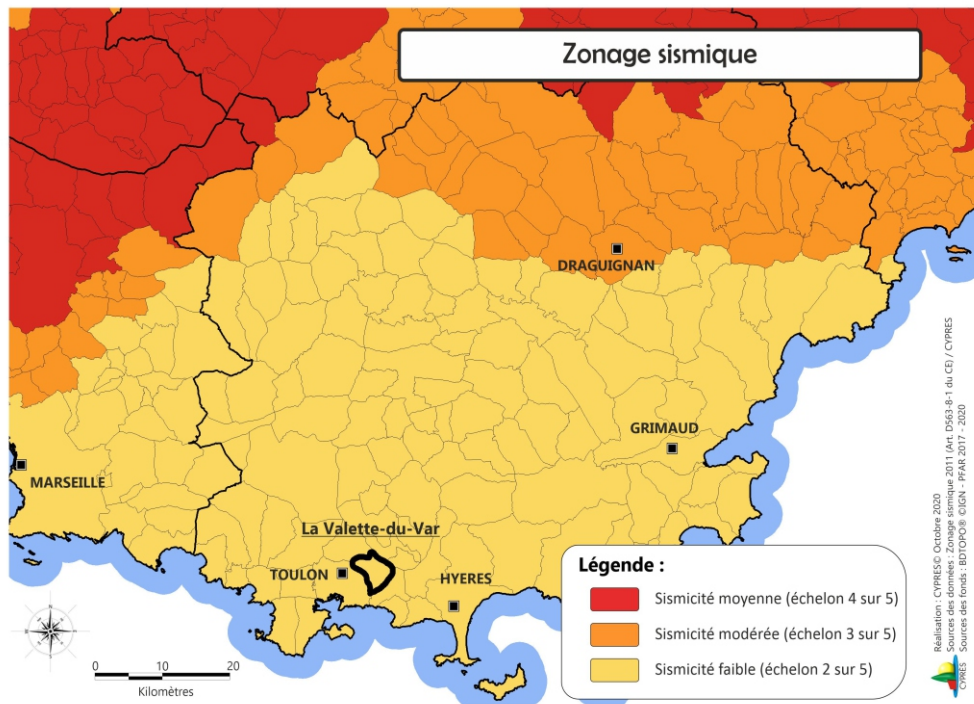 Zonage sismique
DRAGUIGNAN
GRIMAUD
MARSEILLE
La Valette-du-Var
TOULON
HYERES
Légende :
Sismicité moyenne (échelon 4 sur 5)
Sismicité modérée (échelon 3 sur 5)
Sismicité faible (échelon 2 sur 5)
N
0 10 20
Kilomètres
Réalisation : CYPRES© Octobre 2020
Sources des données : Zonage sismique 2011 (Art. D563-8-1 du CE) / CYPRES
Sources des fonds : BDTOPO® ©IGN - PFAR 2017 - 2020
CYPRES